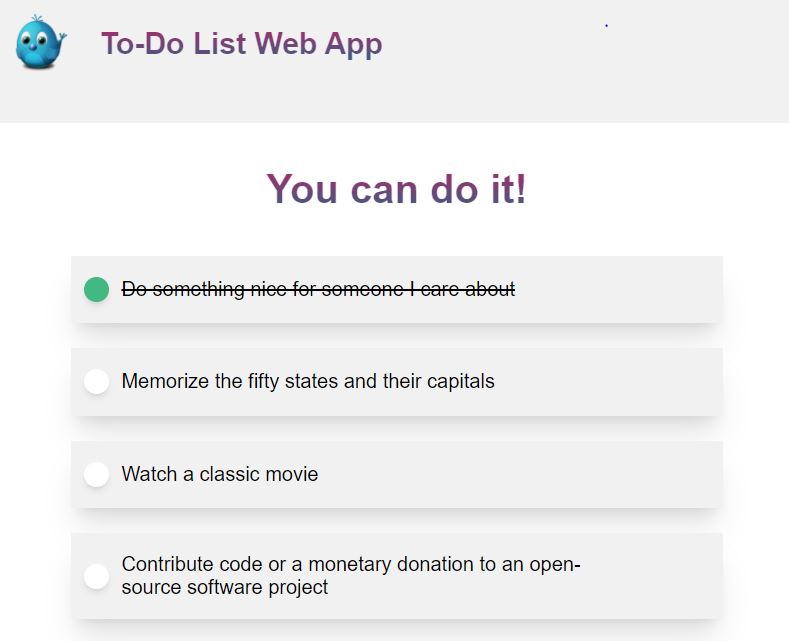 To-Do List Web App
You can do it!
Do something nice for someone I care about
Memorize the fifty states and their capitals
Watch a classic movie
Contribute code or a monetary donation to an open-
source software project